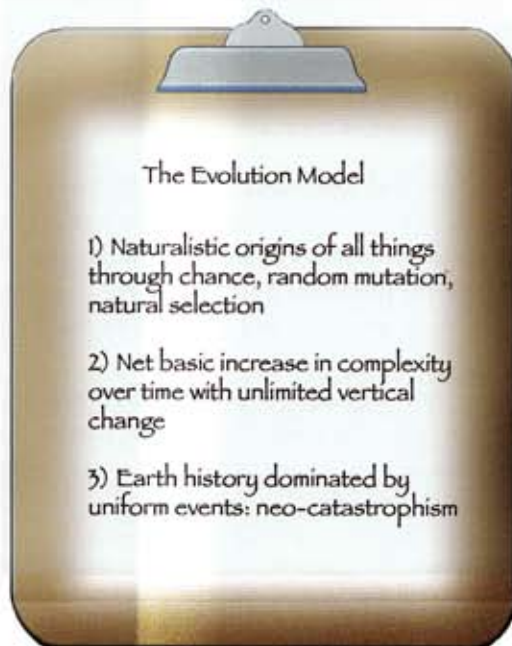 The Evolution Model
1) Naturalistic origins of all things
through chance, random mutation,
natural selection
2) Net basic increase in complexity
over time with unlimited vertical
change
3) Earth history dominated by
uniform events: neo-catastrophism